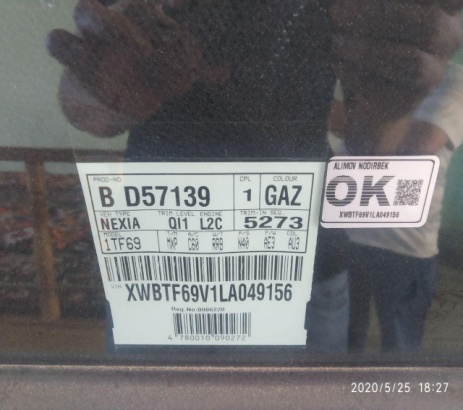 PROD-NO CPL COLOUR
B D57139 1 GAZ
VEH TYPE TRIM LEVEL ENGINE TRIM-IN SEQ.
NEXIA QI1 L2C 5273
MODEL T/M A/C W/T P/S P/W COL
1TF69 MXP C60 RRB N40 AE3 AU3
VIN XWBTF69V1LA049156
Reg.No:0086220
4 780010 090272
ALIMOV NODIRBEK
OK
XWBTF69V1LA049156
2020/5/25 18:27